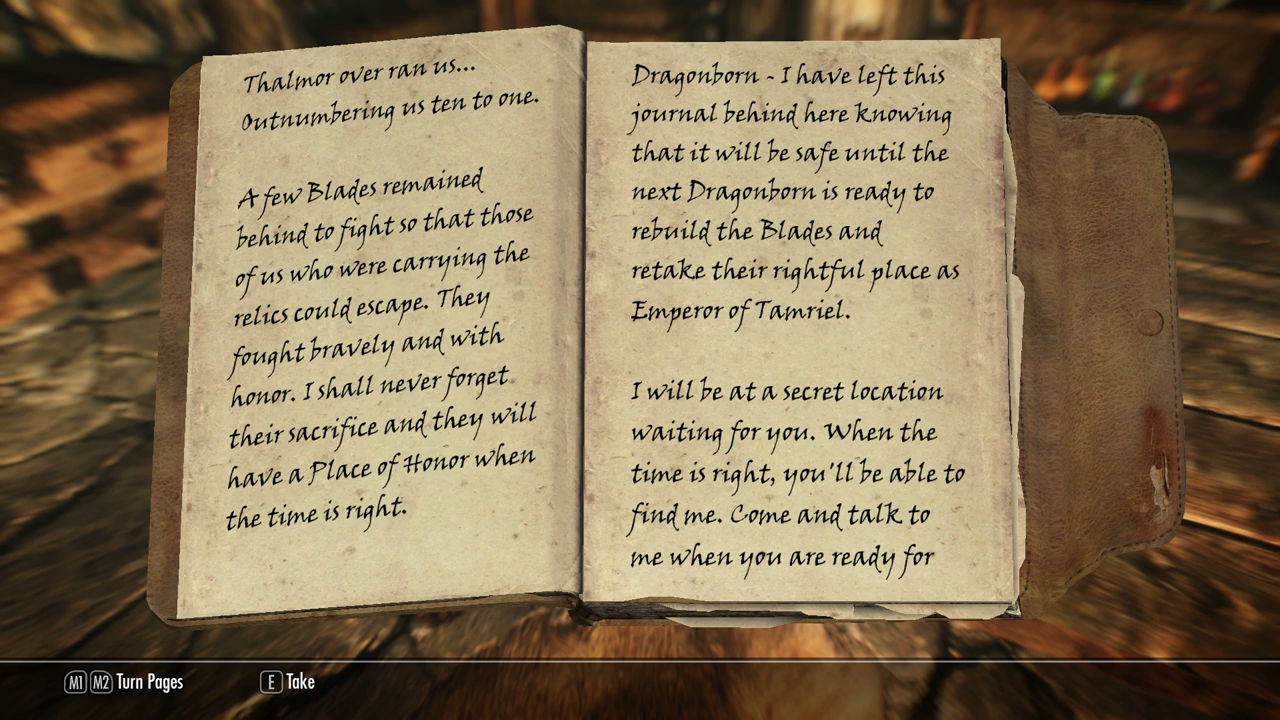 Thalmor over ran us...
Outnumbering us ten to one.
A few Blades remained
behind to fight so that those
of us who were carrying the
relics could escape. They
fought bravely and with
honor. I shall never forget
their sacrifice and they will
have a Place of Honor when
the time is right.
Dragonborn - I have left this
journal behind here knowing
that it will be safe until the
next Dragonborn is ready to
rebuild the Blades and
retake their rightful place as
Emperor of Tamriel.
I will be at a secret location
waiting for you. When the
time is right, you'll be able to
find me. Come and talk to
me when you are ready for
M1 M2 Turn Pages
E Take